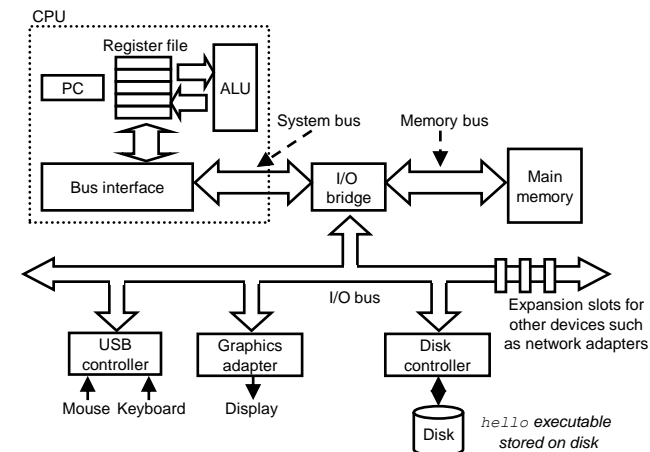 CPU
Register file
PC
ALU
System bus
Memory bus
Bus interface
I/O
bridge
Main
memory
I/O bus
Expansion slots for
other devices such
as network adapters
USB
controller
Graphics
adapter
Disk
controller
Mouse
Keyboard
Display
Disk
hello executable
stored on disk